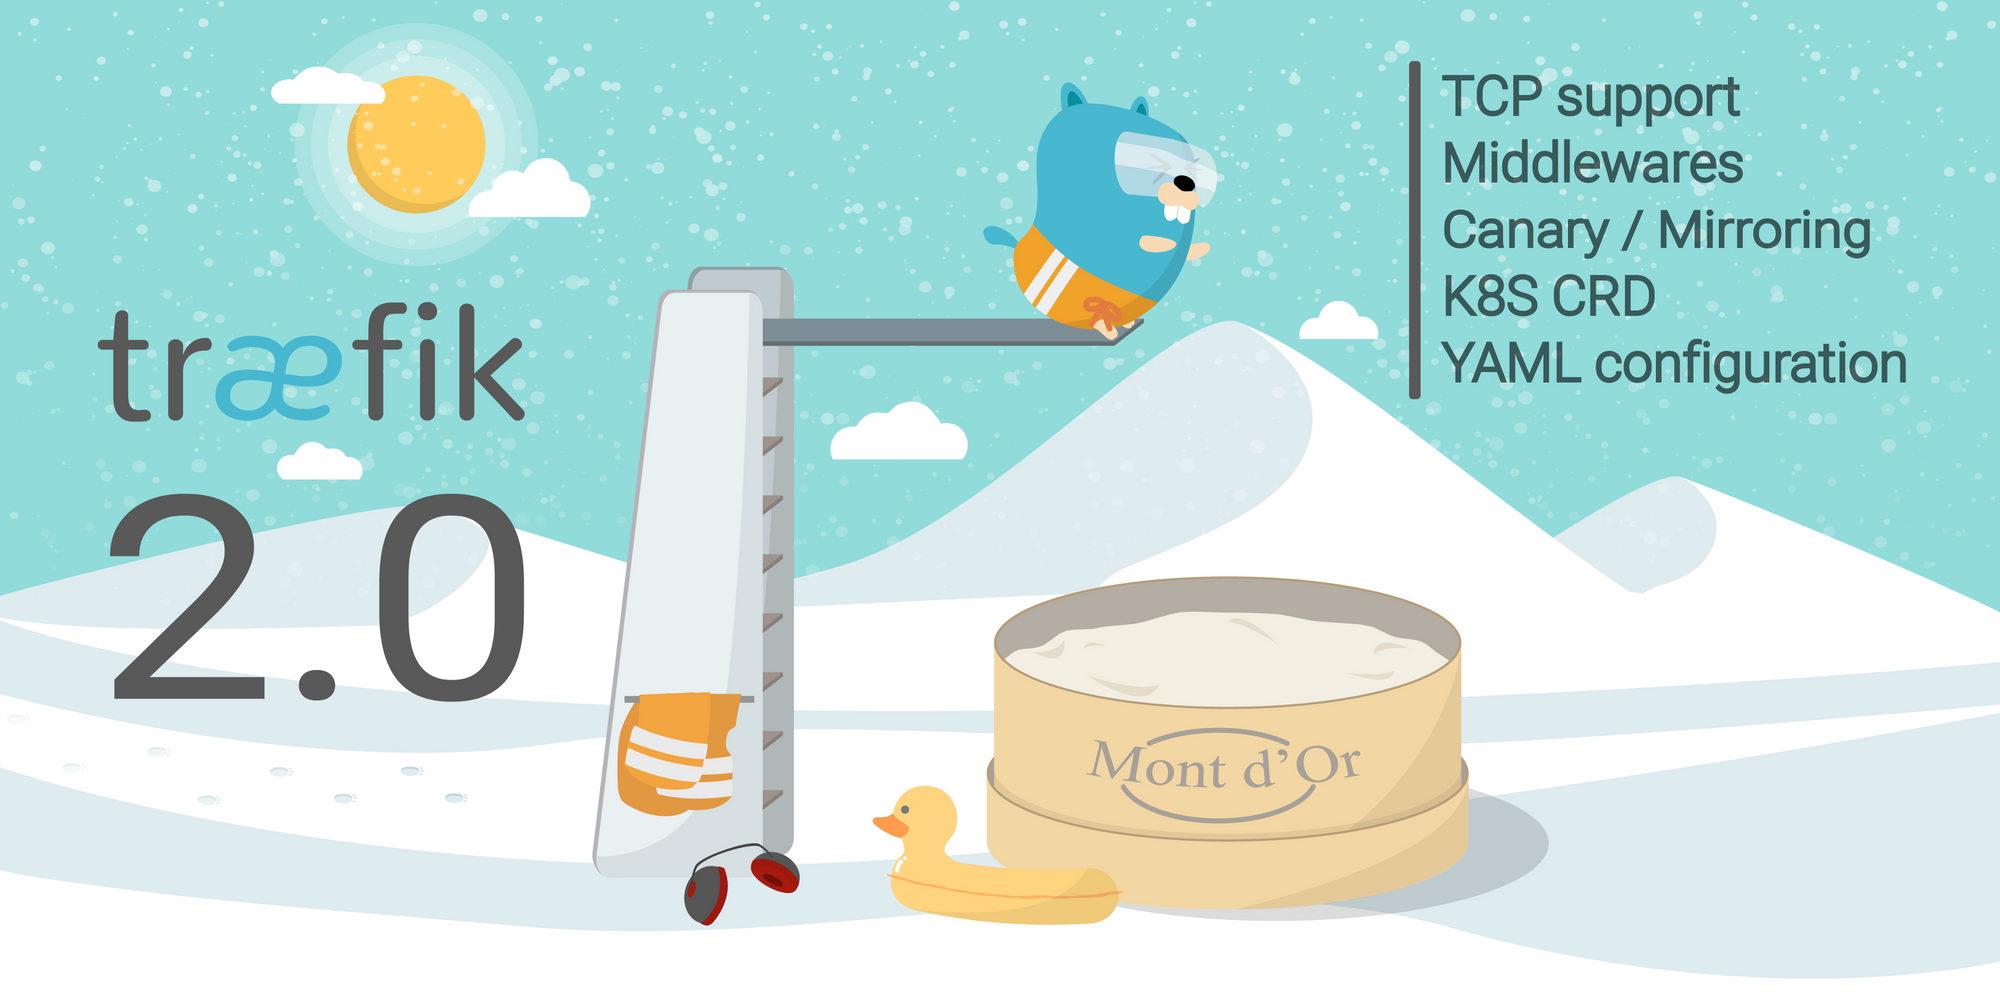 træfik
2.0
TCP support
Middlewares
Canary / Mirroring
K8S CRD
YAML configuration
Mont d’Or